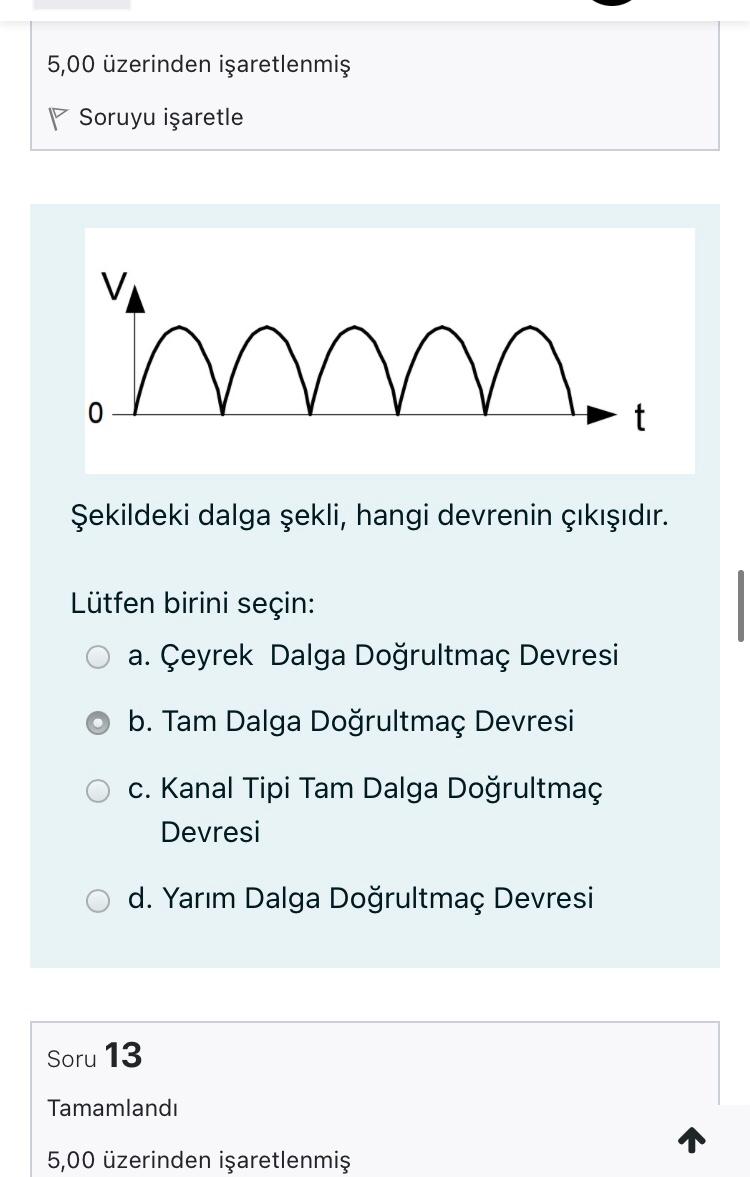 5,00 üzerinden işaretlenmiş
Soruyu işaretle
V
0
t
Şekildeki dalga şekli, hangi devrenin çıkışıdır.
Lütfen birini seçin:
a. Çeyrek Dalga Doğrultmaç Devresi
b. Tam Dalga Doğrultmaç Devresi
c. Kanal Tipi Tam Dalga Doğrultmaç
Devresi
d. Yarım Dalga Doğrultmaç Devresi
Soru 13
Tamamlandı
5,00 üzerinden işaretlenmiş